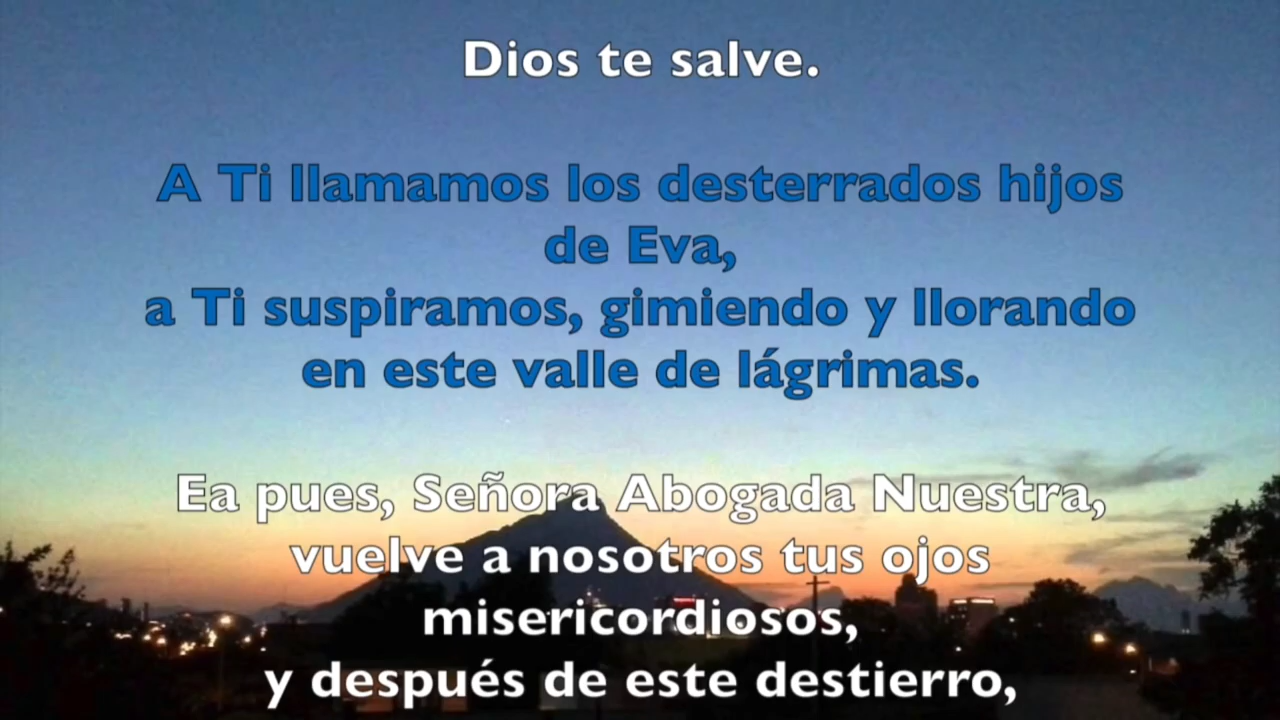 Dios te salve.
A Ti llamamos los desterrados hijos
de Eva,
a Ti suspiramos, gimiendo y llorando
en este valle de lágrimas.
Ea pues, Señora Abogada Nuestra,
vuelve a nosotros tus ojos
misericordiosos,
y después de este destierro,